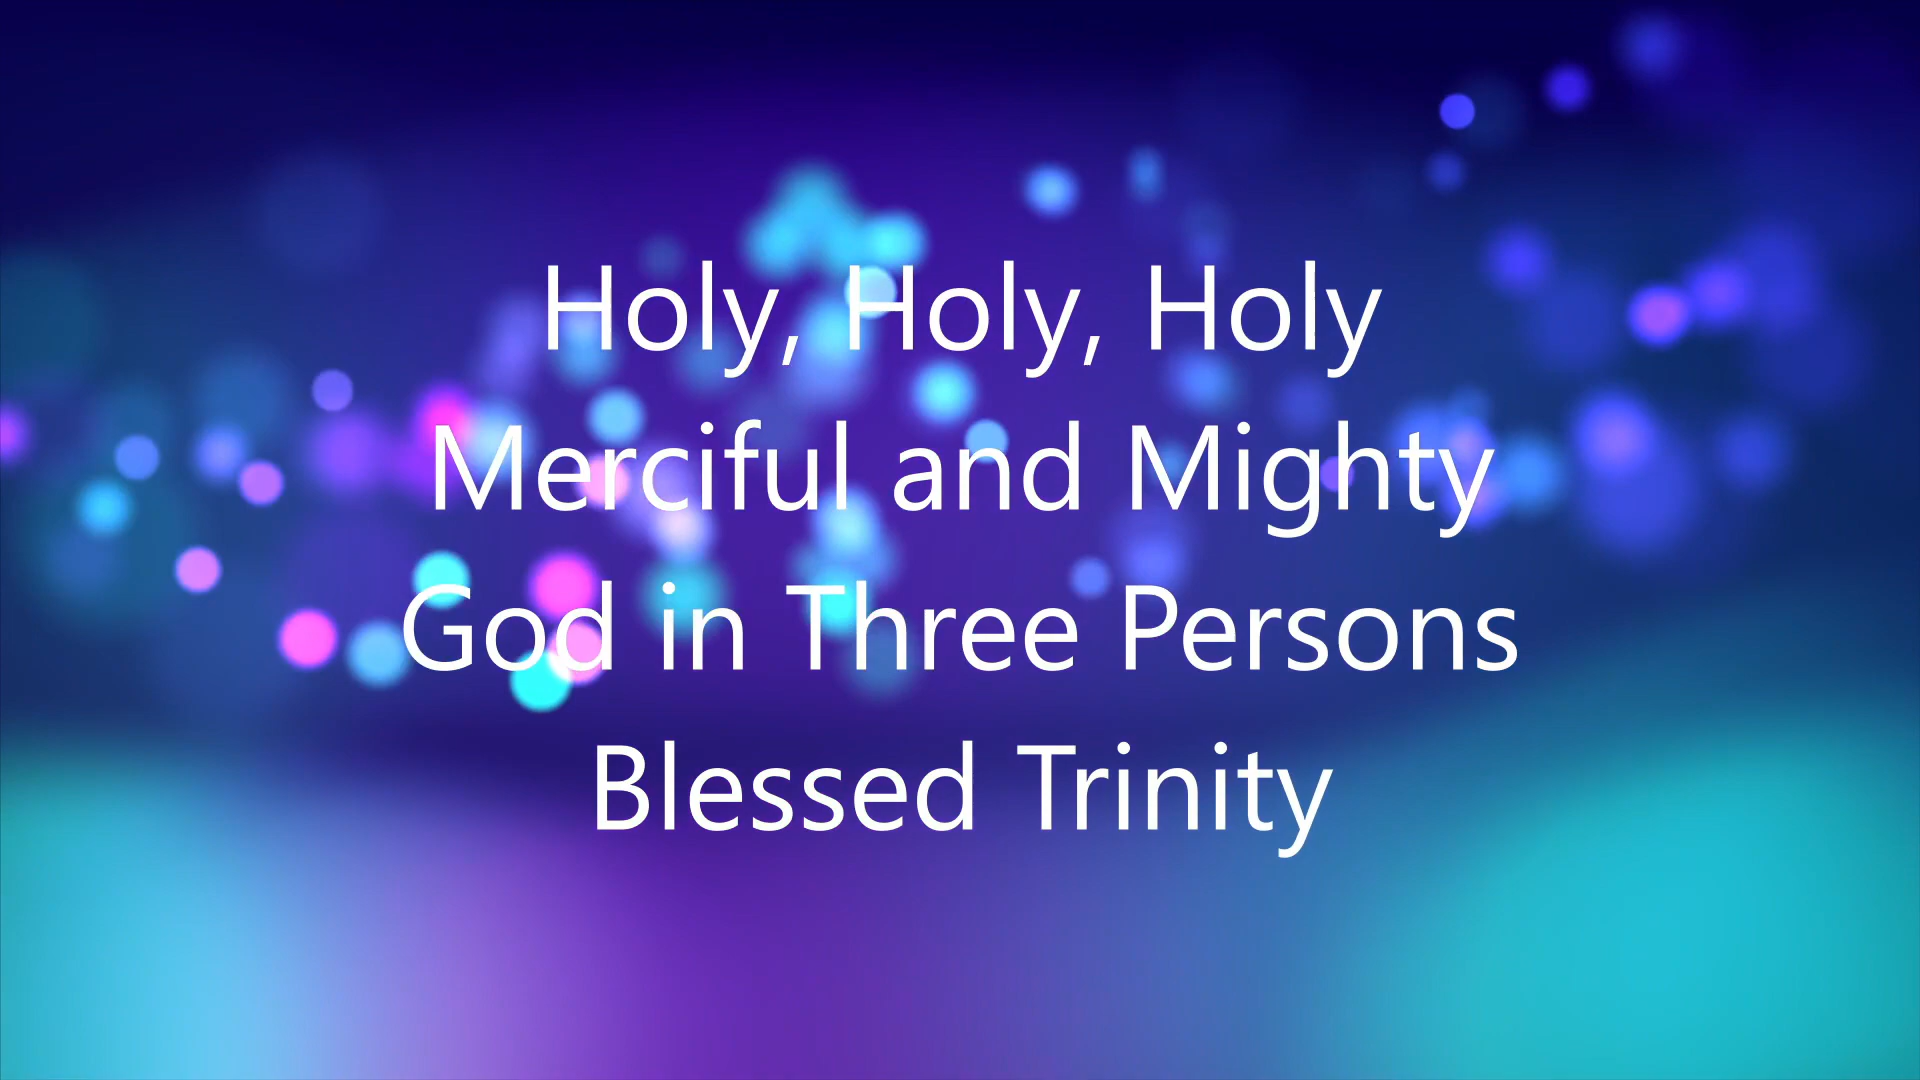 Holy, Holy, Holy
Merciful and Mighty
God in Three Persons
Blessed Trinity